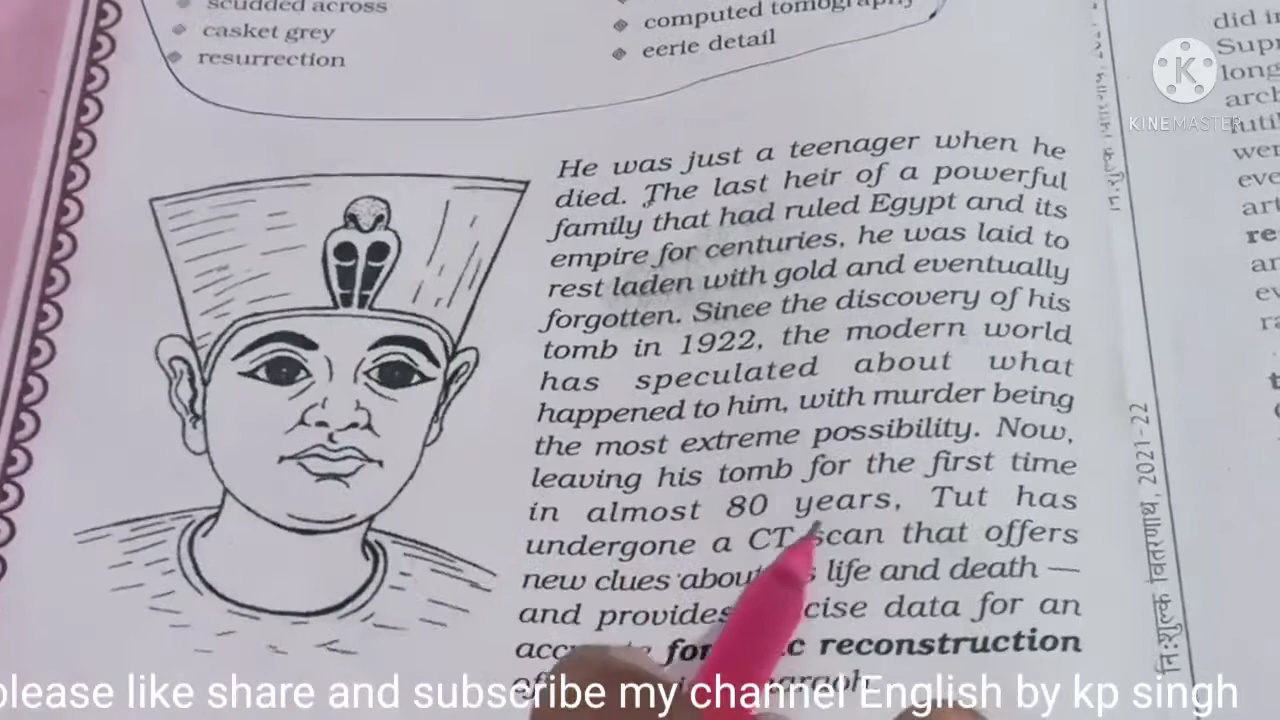 scudded across
casket grey
resurrection
computed tomography
eerie detail
KINEMASTER
He was just a teenager when he
died. The last heir of a powerful
family that had ruled Egypt and its
empire for centuries, he was laid to
rest laden with gold and eventually
forgotten. Since the discovery of his
tomb in 1922, the modern world
has speculated about what
happened to him, with murder being
the most extreme possibility. Now,
leaving his tomb for the first time
in almost 80 years, Tut has
undergone a CT scan that offers
new clues about life and death —
and provides data for an
reconstruction
नि:शुल्क वितरणार्थ, 2021-22
did
long
please like share and subscribe my channel English by kp singh